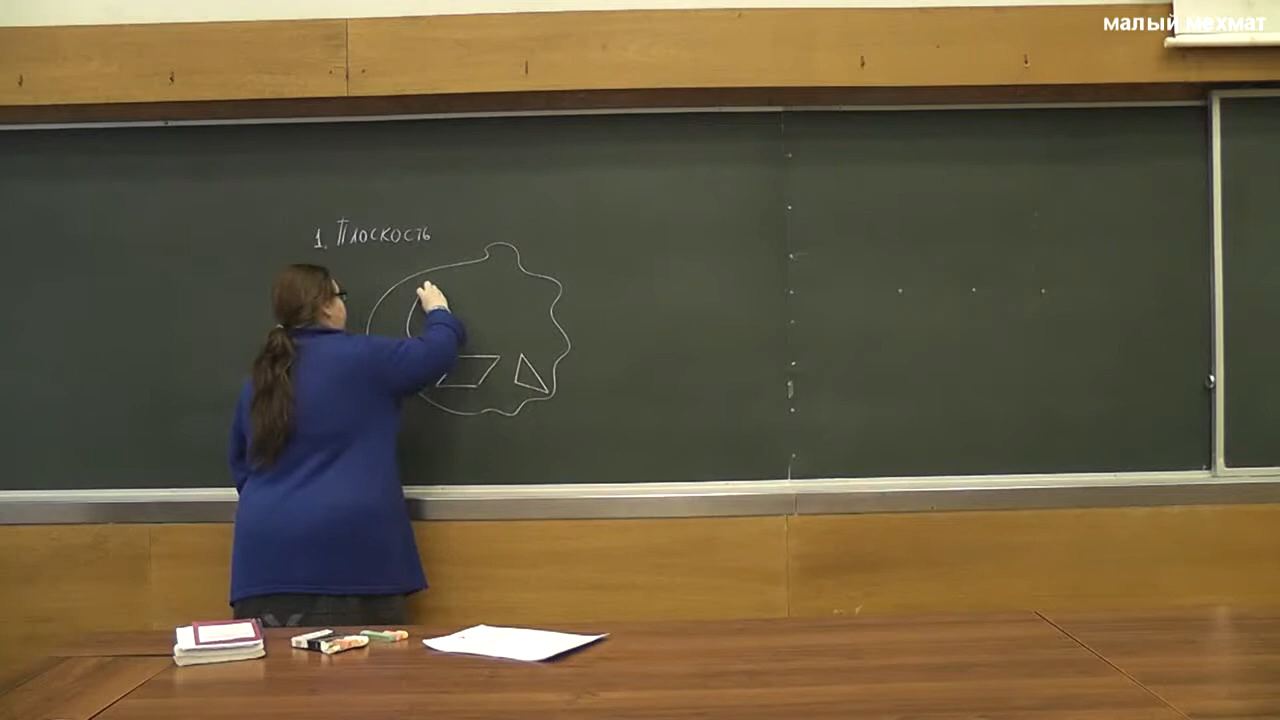 малый мехмат
1. Плоскость